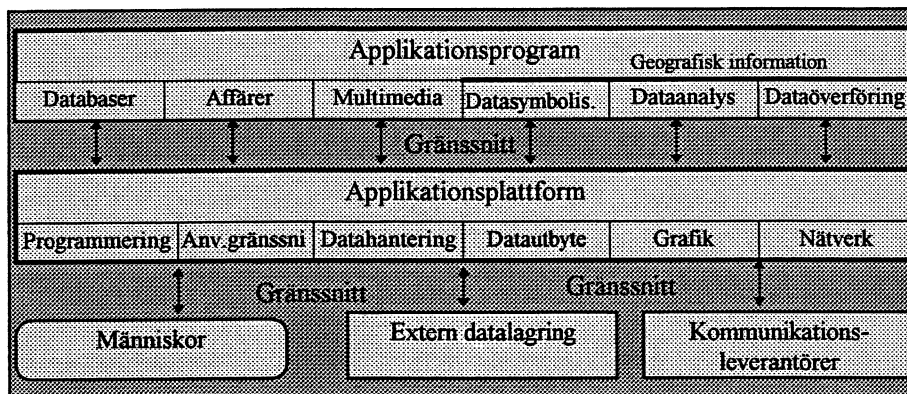 Applikationsprogram
Geografisk information
Databaser Affärer Multimedia Datasymbolis. Dataanalys Dataöverföring
Gränssnitt
Applikationsplattform
Programmering Anv.gränssni Datahantering Datautbyte Grafik Nätverk
Gränssnitt Gränssnitt
Människor
Extern datalagring
Kommunikations-
leverantörer